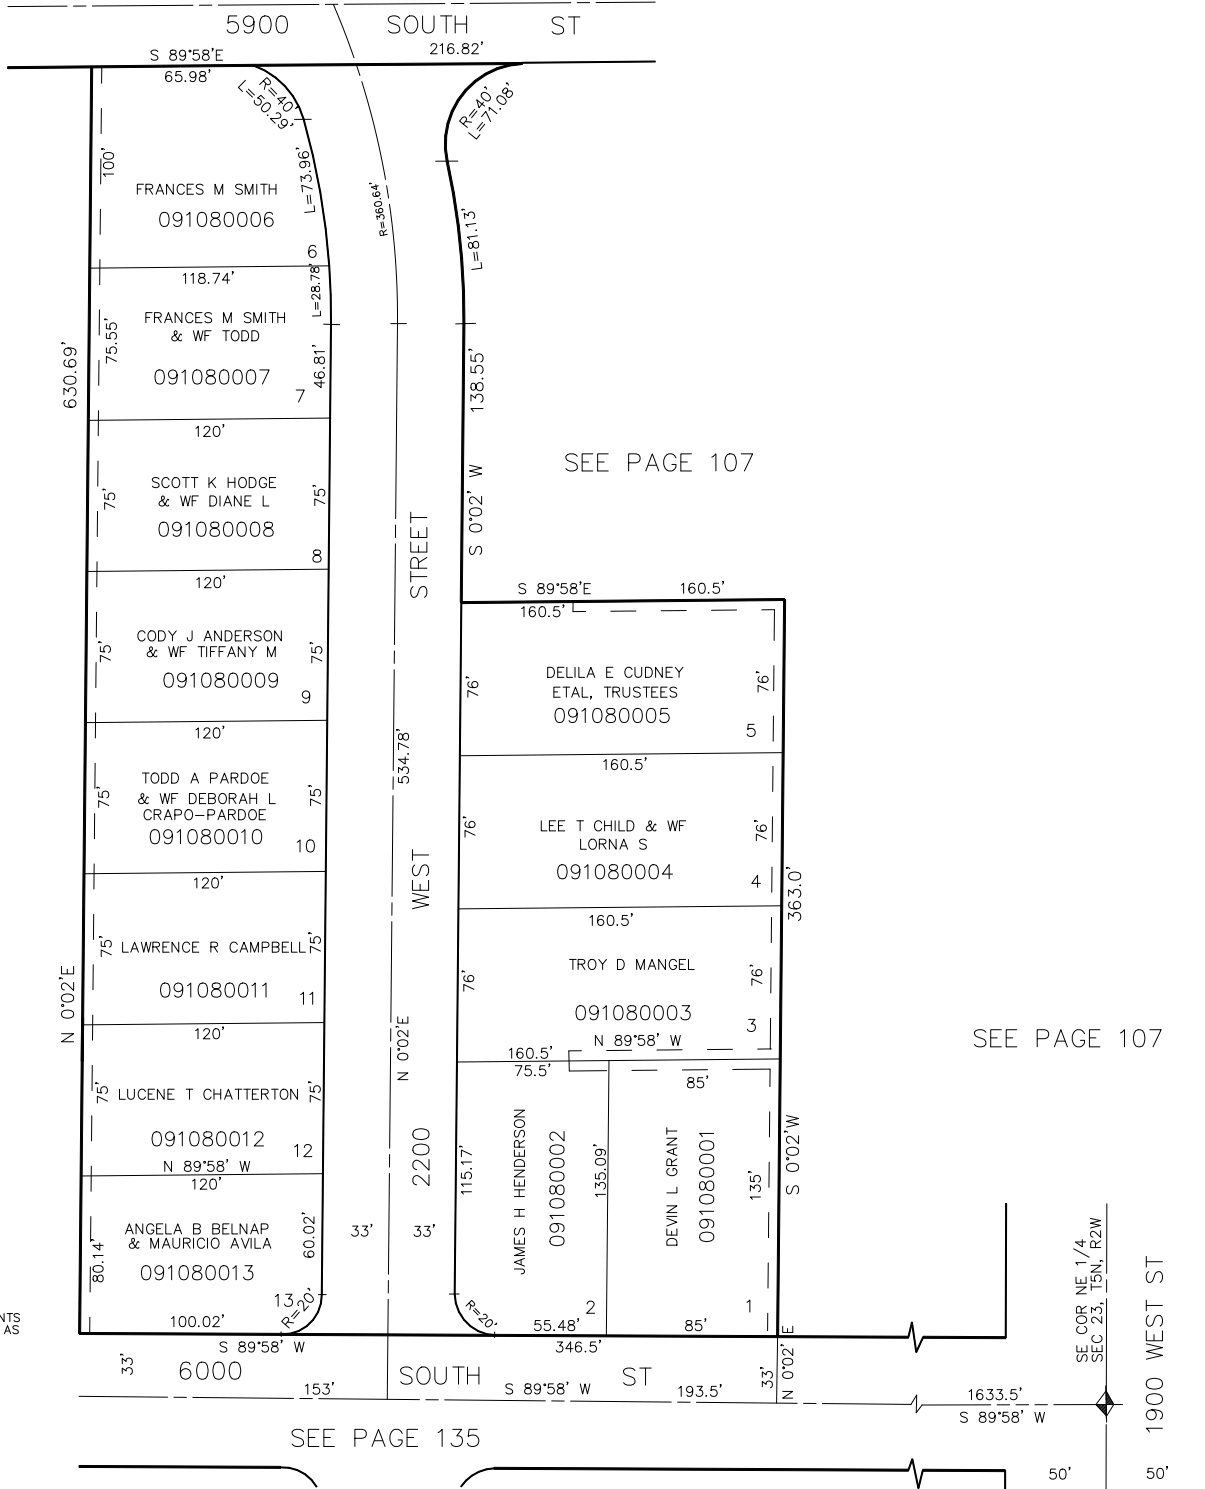 5900 SOUTH ST
S 89°58'E
216.82'
65.98'
R=40'
L=50.29'
R=40'
L=71.08'
100'
L=73.96'
R=360.64'
FRANCES M SMITH
091080006
6
L=81.13'
118.74'
L=28.78'
FRANCES M SMITH
& WF TODD
091080007
7
75.55'
46.81'
630.69'
138.55'
120'
SEE PAGE 107
SCOTT K HODGE
& WF DIANE L
091080008
8
75'
75'
S 0°02' W
STREET
120'
S 89°58'E
160.5'
160.5'
CODY J ANDERSON
& WF TIFFANY M
091080009
9
75'
75'
76'
DELILA E CUDNEY
ETAL, TRUSTEES
091080005
5
76'
120'
534.78'
160.5'
TODD A PARDOE
& WF DEBORAH L
CRAPO-PARDOE
091080010
10
75'
75'
76'
LEE T CHILD & WF
LORNA S
091080004
4
76'
WEST
363.0'
120'
160.5'
75'
LAWRENCE R CAMPBELL
75'
091080011
11
76'
TROY D MANGEL
091080003
3
76'
N 89°58' W
N 0°02'E
N 0°02'E
SEE PAGE 107
120'
160.5'
75.5'
85'
75'
LUCENE T CHATTERTON
75'
091080012
12
N 89°58' W
120'
2200
115.17'
JAMES H HENDERSON
091080002
2
135.09'
DEVIN L GRANT
091080001
1
135'
S 0°02'W
ANGELA B BELNAP
& MAURICIO AVILA
091080013
13
80.14'
60.02'
33'
33'
R=20'
R=20'
NTS
AS
100.02'
55.48'
85'
S 89°58' W
346.5'
33'
6000 SOUTH ST
33'
N 0°02' E
153'
S 89°58' W
193.5'
1633.5'
S 89°58' W
SE COR NE 1/4
SEC 23, T5N, R2W
1900 WEST ST
SEE PAGE 135
50'
50'